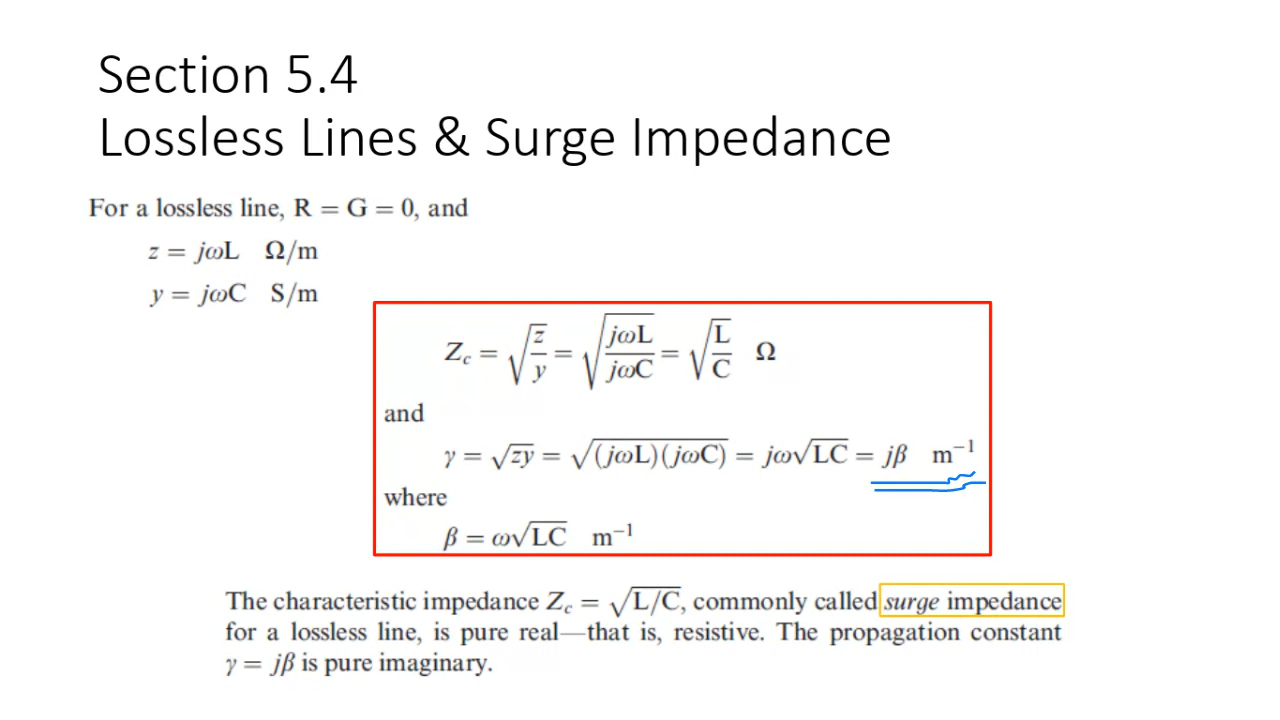 Section 5.4
Lossless Lines & Surge Impedance
For a lossless line, R = G = 0, and
z = jωL Ω/m
y = jωC S/m
Z_c = √(z/y) = √(jωL/jωC) = √(L/C) Ω
and
γ = √zy = √(jωL)(jωC) = jω√LC = jβ m⁻¹
where
β = ω√LC m⁻¹
The characteristic impedance Z_c = √L/C, commonly called surge impedance
for a lossless line, is pure real—that is, resistive. The propagation constant
γ = jβ is pure imaginary.